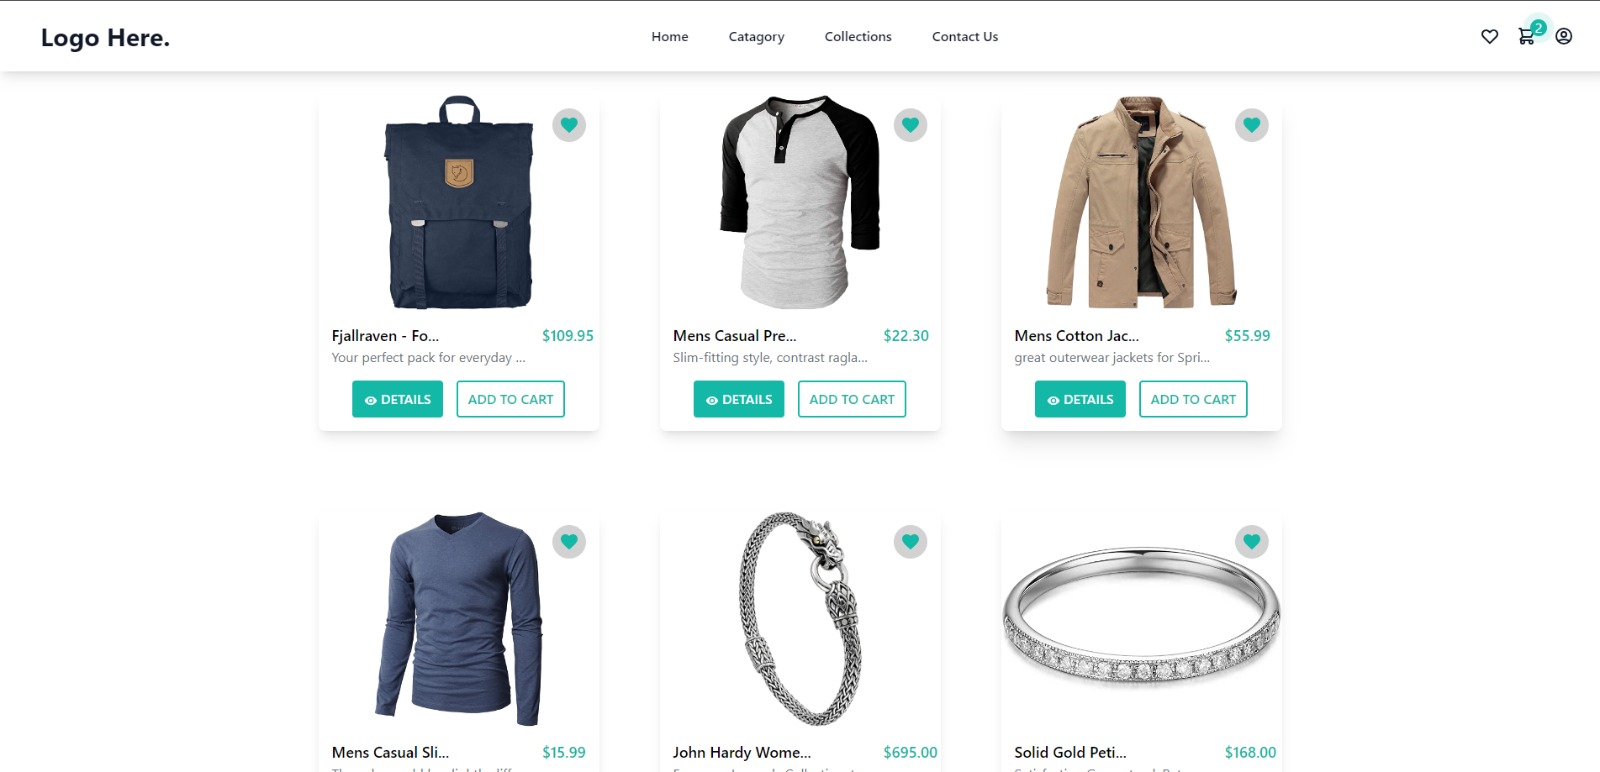 Logo Here.
Home Catagory Collections Contact Us
2
Fjallraven - Fo... $109.95
Your perfect pack for everyday ...
DETAILS ADD TO CART
Mens Casual Pre... $22.30
Slim-fitting style, contrast ragla...
DETAILS ADD TO CART
Mens Cotton Jac... $55.99
great outerwear jackets for Spri...
DETAILS ADD TO CART
Mens Casual Sli... $15.99
John Hardy Wome... $695.00
Solid Gold Peti... $168.00